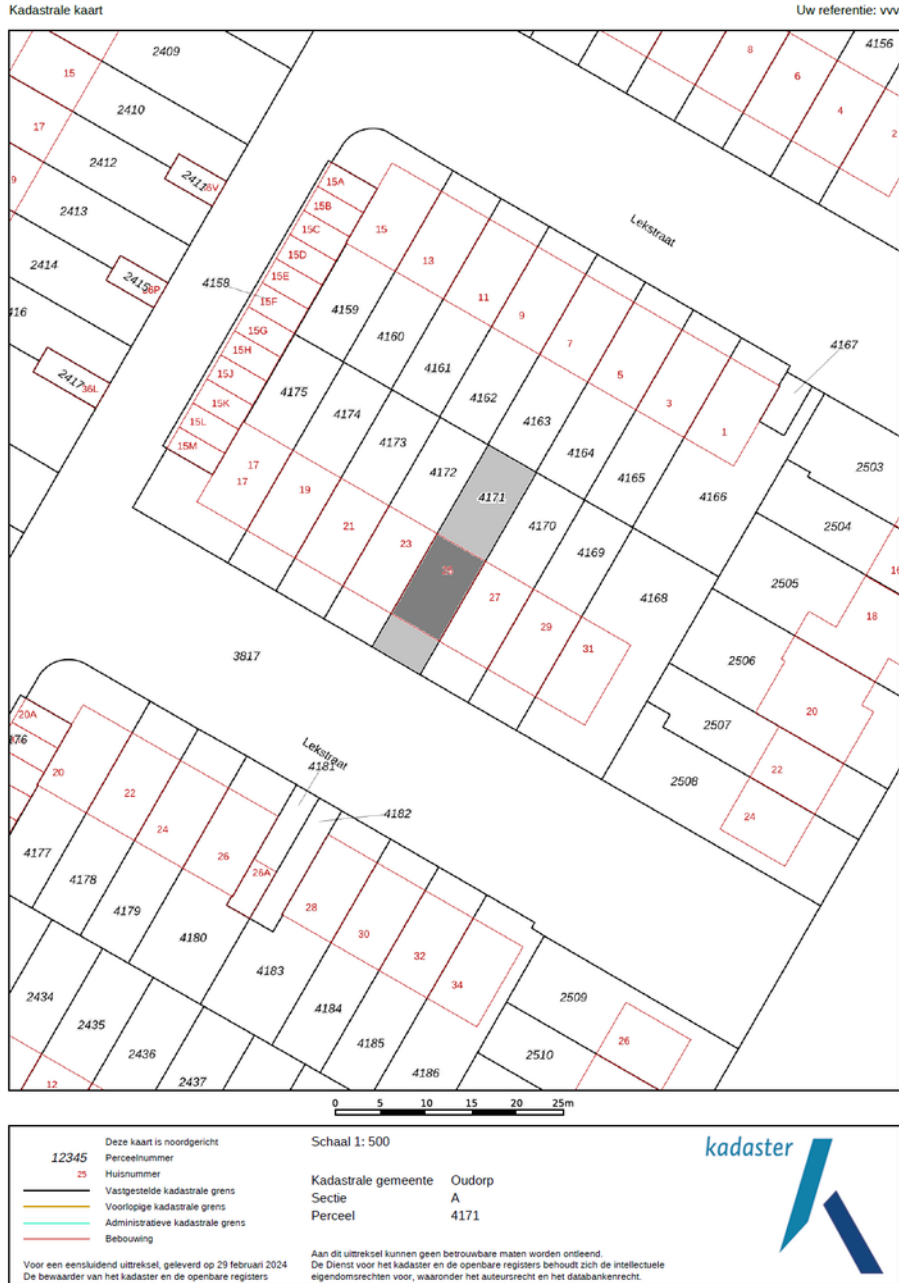 Kadastrale kaart
Uw referentie: vvv
2409
4156
8
6
4
2
15
2410
17
2412
2411
2413
2414
2415
2417
36L
15A
15B
15C
15D
15E
15F
15G
15H
15J
15K
15L
15M
4158
Lekstraat
15
13
11
9
7
5
3
1
4167
4159
4160
4161
4162
4163
4164
4165
4166
4175
4174
4173
4172
4171
4170
4169
4168
17
17
19
21
23
27
29
31
2503
2504
2505
2506
2507
2508
16
18
20
22
24
3817
Lekstraat
4181
4182
20A
20
22
24
26
26A
28
30
32
34
4177
4178
4179
4180
4183
4184
4185
4186
2434
2435
2436
2437
12
2509
2510
26
0 5 10 15 20 25m
Deze kaart is noordgericht
12345 Perceelnummer
25 Huisnummer
Vastgestelde kadastrale grens
Voorlopige kadastrale grens
Administratieve kadastrale grens
Bebouwing
Voor een eensluidend uittreksel, geleverd op 29 februari 2024
De bewaarder van het kadaster en de openbare registers
Schaal 1: 500
Kadastrale gemeente Oudorp
Sectie A
Perceel 4171
Aan dit uittreksel kunnen geen betrouwbare maten worden ontleend.
De Dienst voor het kadaster en de openbare registers behoudt zich de intellectuele
eigendomsrechten voor, waaronder het auteursrecht en het databankenrecht.
kadaster